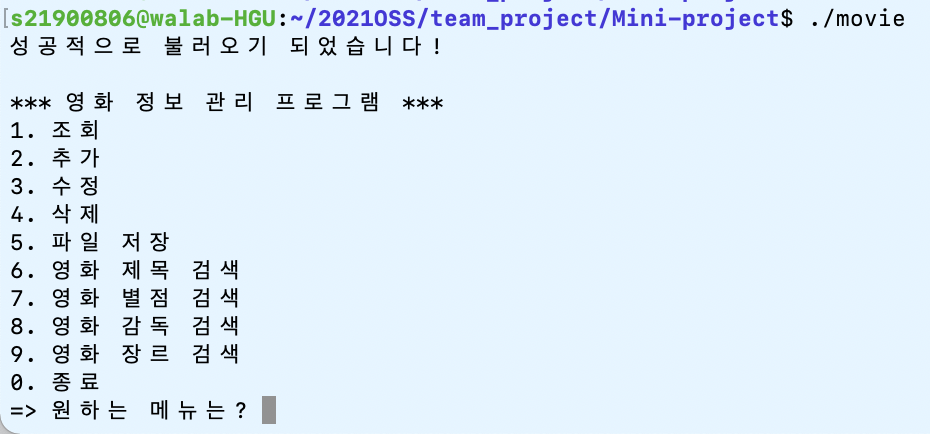 [s21900806@walab-HGU:~/2021OSS/team_project/Mini-project$ ./movie
성공적으로 불러오기 되었습니다!
*** 영화 정보 관리 프로그램 ***
1. 조회
2. 추가
3. 수정
4. 삭제
5. 파일 저장
6. 영화 제목 검색
7. 영화 별점 검색
8. 영화 감독 검색
9. 영화 장르 검색
0. 종료
=> 원하는 메뉴는?